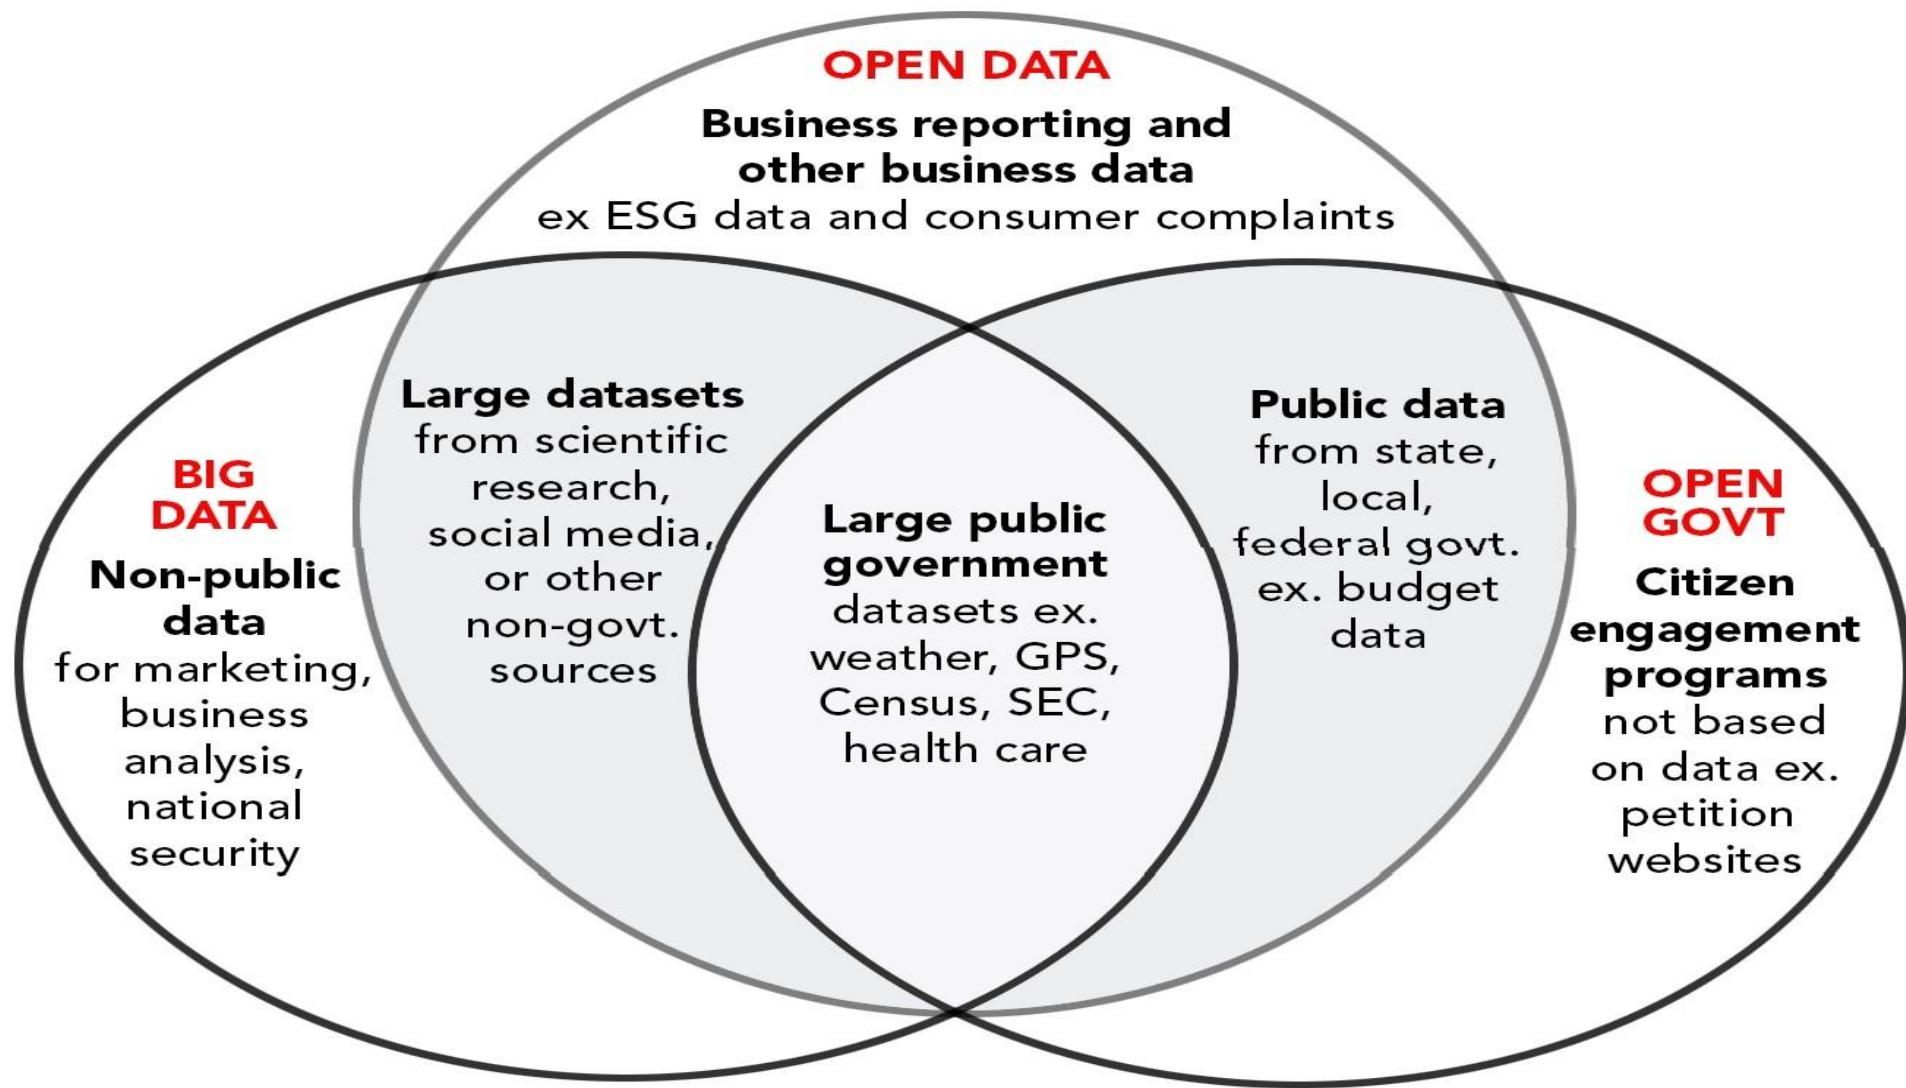 OPEN DATA
Business reporting and
other business data
ex ESG data and consumer complaints
Large datasets
from scientific
research,
social media,
or other
non-govt.
sources
BIG
DATA
Non-public
data
for marketing,
business
analysis,
national
security
Large public
government
datasets ex.
weather, GPS,
Census, SEC,
health care
Public data
from state,
local,
federal govt.
ex. budget
data
OPEN
GOVT
Citizen
engagement
programs
not based
on data ex.
petition
websites